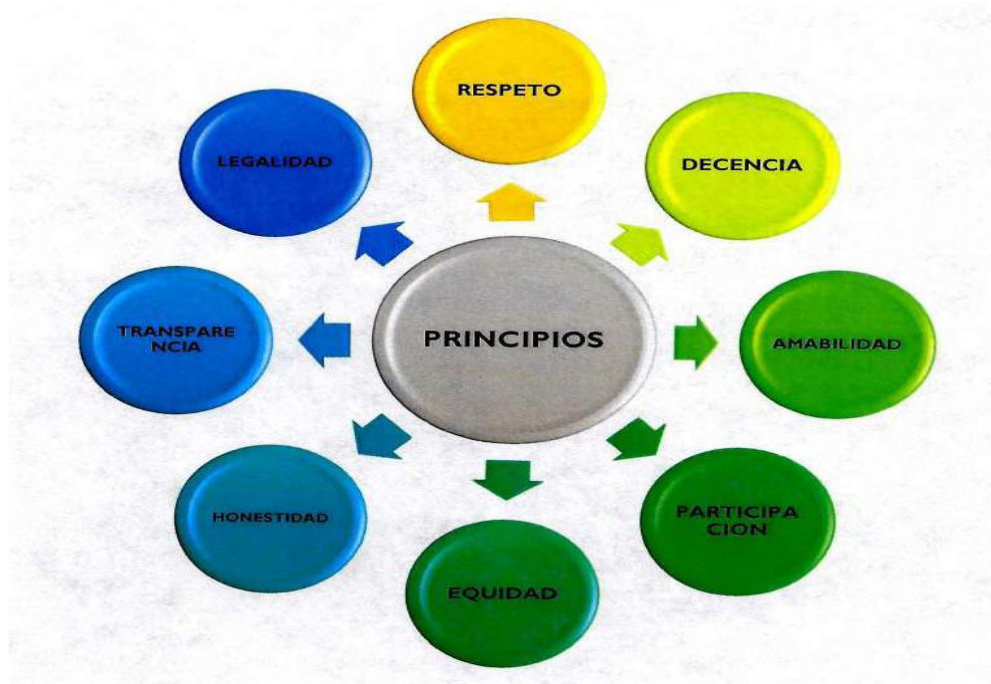 RESPETO
DECENCIA
AMABILIDAD
PARTICIPA
CION
EQUIDAD
HONESTIDAD
TRANSPARE
NCIA
LEGALIDAD
PRINCIPIOS